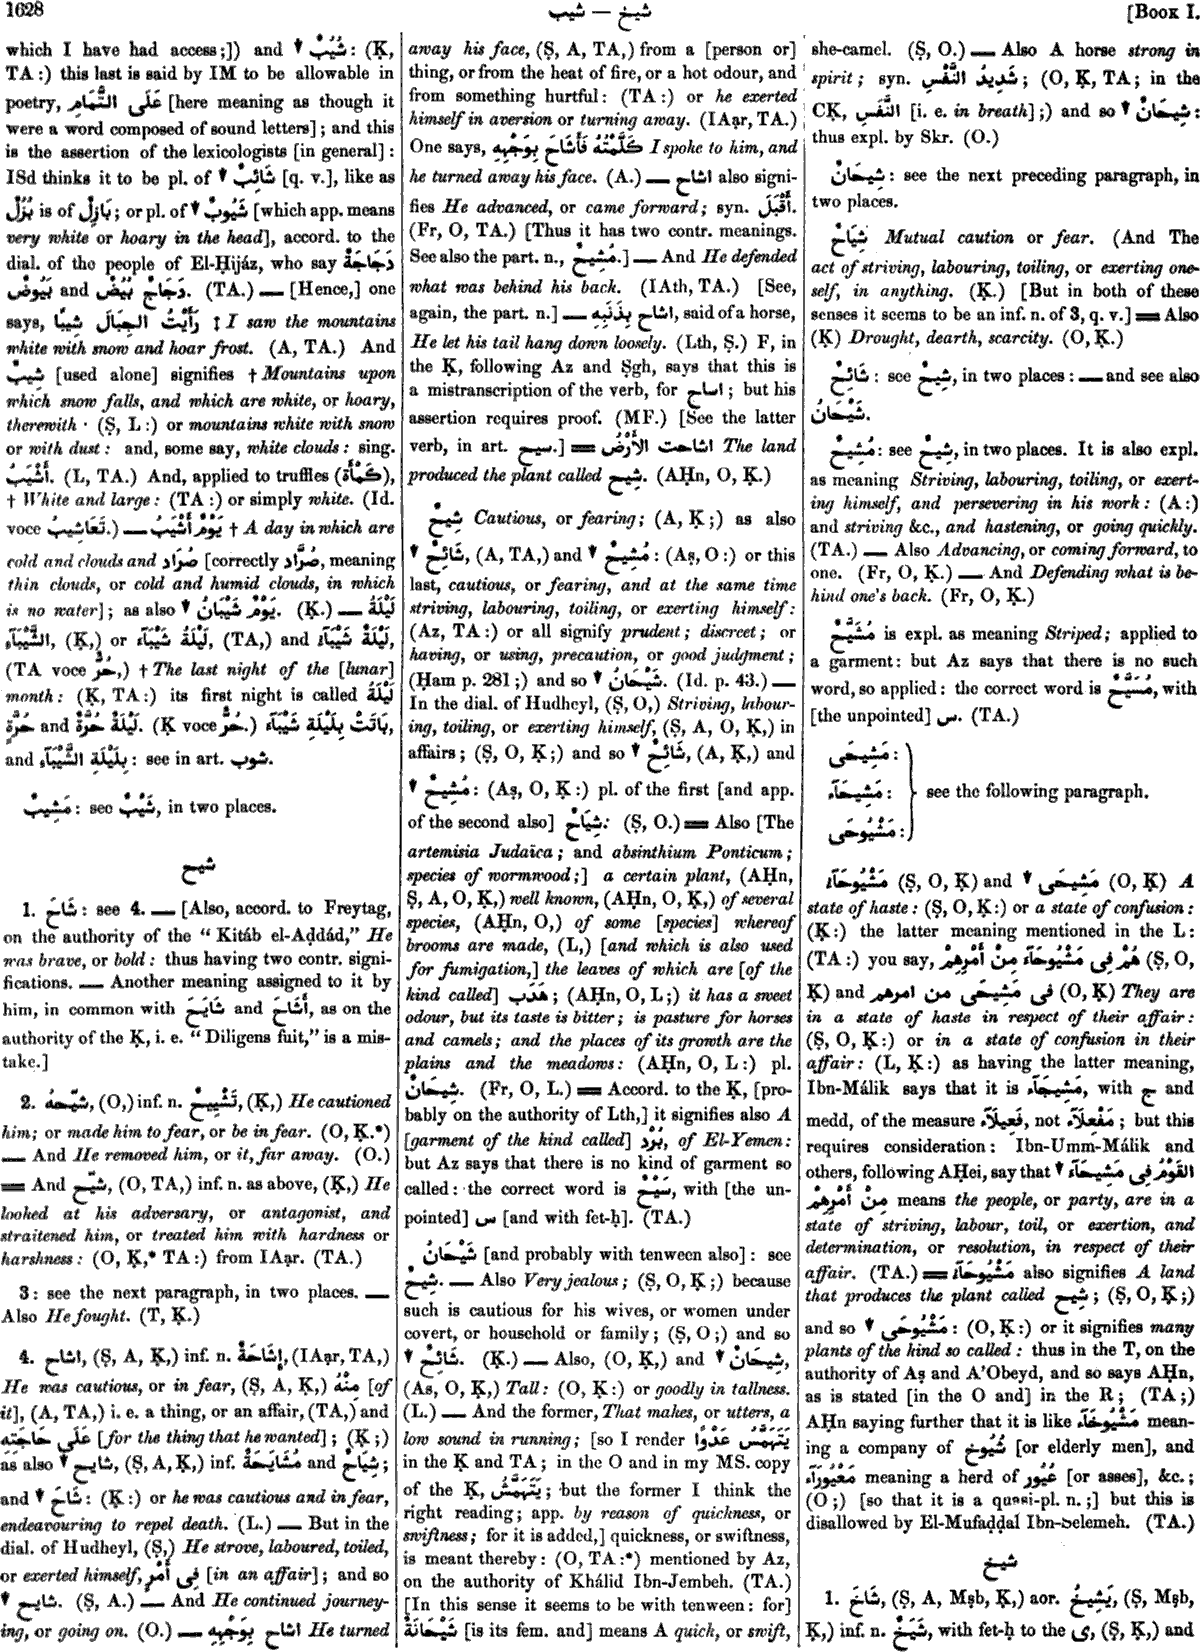 1628
شيب — شيخ
[Book I.
which I have had access;]) and ↓ شُيُبٌ: (Ḳ,
TA:) this last is said by IM to be allowable in
poetry, عَلَى التَّمَامِ [here meaning as though it
were a word composed of sound letters]; and this
is the assertion of the lexicologists [in general]:
ISd thinks it to be pl. of ↓ شَائِبٌ [q. v.], like as
بُزُلٌ is of بَازِلٌ; or pl. of ↓ شَيُوبٌ [which app. means
very white or hoary in the head], accord. to the
dial. of the people of El-Ḥijáz, who say دَجَاجَةٌ
بَيُوضٌ and دَجَاجٌ بُيُضٌ. (TA.) — [Hence,] one
says, رَأَيْتُ الجِبَالَ شِيبًا ‡ I saw the mountains
white with snow and hoar frost. (A, TA.) And
شِيبٌ [used alone] signifies † Mountains upon
which snow falls, and which are white, or hoary,
therewith · (Ṣ, L:) or mountains white with snow
or with dust: and, some say, white clouds: sing.
أَشْيَبُ. (L, TA.) And, applied to truffles (كَمْأَة),
† White and large: (TA:) or simply white. (Id.
voce تَعَاشِيبُ.) — يَوْمٌ أَشْيَبُ † A day in which are
cold and clouds and صُرَاد [correctly صُرَّاد, meaning
thin clouds, or cold and humid clouds, in which
is no water]; as also ↓ يَوْمٌ شَيْبَانُ. (Ḳ.) — لَيْلَةُ
الشَّيْبَآءِ, (Ḳ,) or لَيْلَةٌ شَيْبَآءُ, (TA,) and لَيْلَةُ شَيْبَآءَ,
(TA voce حُرّ,) † The last night of the [lunar]
month: (Ḳ, TA:) its first night is called لَيْلَةُ
حُرَّةٍ and لَيْلَةٌ حُرَّةٌ. (Ḳ voce حُرّ.) بَاتَتْ بِلَيْلَةِ شَيْبَآءَ,
and بِلَيْلَةِ الشَّيْبَآءِ: see in art. شوب.
مَشِيبٌ: see شَيْبٌ, in two places.
شيح
1. شَاحَ: see 4. — [Also, accord. to Freytag,
on the authority of the “Kitáb el-Aḍdád,” He
was brave, or bold: thus having two contr. signi-
fications. — Another meaning assigned to it by
him, in common with شَايَحَ and أَشَاحَ, as on the
authority of the Ḳ, i. e. “Diligens fuit,” is a mis-
take.]
2. شيّحهُ, (O,) inf. n. تَشْيِيحٌ, (Ḳ,) He cautioned
him; or made him to fear, or be in fear. (O, Ḳ.*)
— And He removed him, or it, far away. (O.)
═ And شيّح, (O, TA,) inf. n. as above, (Ḳ,) He
looked at his adversary, or antagonist, and
straitened him, or treated him with hardness or
harshness: (O, Ḳ,* TA:) from IAạr. (TA.)
3: see the next paragraph, in two places. —
Also He fought. (T, Ḳ.)
4. اشاح, (Ṣ, A, Ḳ,) inf. n. إِشَاحَةٌ, (IAạr, TA,)
He was cautious, or in fear, (Ṣ, A, Ḳ,) مِنْهُ [of
it], (A, TA,) i. e. a thing, or an affair, (TA,) and
عَلَى حَاجَتِهِ [for the thing that he wanted]; (Ḳ;)
as also ↓ شايح, (Ṣ, A, Ḳ,) inf. مُشَايَحَةٌ and شِيَاحٌ;
and ↓ شَاحَ: (Ḳ:) or he was cautious and in fear,
endeavouring to repel death. (L.) — But in the
dial. of Hudheyl, (Ṣ,) He strove, laboured, toiled,
or exerted himself, فِى أَمْرٍ [in an affair]; and so
↓ شايح. (Ṣ, A.) — And He continued journey-
ing, or going on. (O.) — اشاح بِوَجْهِهِ He turned
away his face, (Ṣ, A, TA,) from a [person or]
thing, or from the heat of fire, or a hot odour, and
from something hurtful: (TA:) or he exerted
himself in aversion or turning away. (IAạr, TA.)
One says, كَلَّمْتُهُ فَأَشَاحَ بِوَجْهِهِ I spoke to him, and
he turned away his face. (A.) — اشاح also signi-
fies He advanced, or came forward; syn. أَقْبَلَ.
(Fr, O, TA.) [Thus it has two contr. meanings.
See also the part. n., مُشِيحٌ.] — And He defended
what was behind his back. (IAth, TA.) [See,
again, the part. n.] — اشاح بِذَنَبِهِ, said of a horse,
He let his tail hang down loosely. (Lth, Ṣ.) F, in
the Ḳ, following Az and Ṣgh, says that this is
a mistranscription of the verb, for اساح; but his
assertion requires proof. (MF.) [See the latter
verb, in art. سيح.] ═ اشاحت الأَرْضُ The land
produced the plant called شِيح. (AḤn, O, Ḳ.)
شِيحٌ Cautious, or fearing; (A, Ḳ;) as also
↓ شَائِحٌ, (A, TA,) and ↓ مُشِيحٌ: (Aṣ, O:) or this
last, cautious, or fearing, and at the same time
striving, labouring, toiling, or exerting himself:
(Az, TA:) or all signify prudent; discreet; or
having, or using, precaution, or good judgment;
(Ḥam p. 281;) and so ↓ شَيْحَانُ. (Id. p. 43.) —
In the dial. of Hudheyl, (Ṣ, O,) Striving, labour-
ing, toiling, or exerting himself, (Ṣ, A, O, Ḳ,) in
affairs; (Ṣ, O, Ḳ;) and so ↓ شَائِحٌ, (A, Ḳ,) and
↓ مُشِيحٌ: (Aṣ, O, Ḳ:) pl. of the first [and app.
of the second also] شِيَاحٌ: (Ṣ, O.) ═ Also [The
artemisia Judaïca; and absinthium Ponticum;
species of wormwood;] a certain plant, (AḤn,
Ṣ, A, O, Ḳ,) well known, (AḤn, O, Ḳ,) of several
species, (AḤn, O,) of some [species] whereof
brooms are made, (L,) [and which is also used
for fumigation,] the leaves of which are [of the
kind called] هَدَب; (AḤn, O, L;) it has a sweet
odour, but its taste is bitter; is pasture for horses
and camels; and the places of its growth are the
plains and the meadows: (AḤn, O, L:) pl.
شِيحَانٌ. (Fr, O, L.) ═ Accord. to the Ḳ, [pro-
bably on the authority of Lth,] it signifies also A
[garment of the kind called] بُرْد, of El-Yemen:
but Az says that there is no kind of garment so
called: the correct word is سَيْحٌ, with [the un-
pointed] س [and with fet-ḥ]. (TA.)
شَيْحَانُ [and probably with tenween also]: see
شِيحٌ. — Also Very jealous; (Ṣ, O, Ḳ;) because
such is cautious for his wives, or women under
covert, or household or family; (Ṣ, O;) and so
↓ شَائِحٌ. (Ḳ.) — Also, (O, Ḳ,) and ↓ شِيحَانٌ,
(As, O, Ḳ,) Tall: (O, Ḳ:) or goodly in tallness.
(L.) — And the former, That makes, or utters, a
low sound in running; [so I render يَتَهَمَّسُ عَدْوًا
in the Ḳ and TA; in the O and in my MS. copy
of the Ḳ, يَتَهَمَّشُ; but the former I think the
right reading; app. by reason of quickness, or
swiftness; for it is added,] quickness, or swiftness,
is meant thereby: (O, TA:*) mentioned by Az,
on the authority of Khálid Ibn-Jembeh. (TA.)
[In this sense it seems to be with tenween: for]
شَيْحَانَةٌ [is its fem. and] means A quick, or swift,
she-camel. (Ṣ, O.) — Also A horse strong in
spirit; syn. شَدِيدُ النَّفْسِ; (O, Ḳ, TA; in the
CḲ, النَّفَسِ [i. e. in breath];) and so ↓ شِيحَانٌ:
thus expl. by Skr. (O.)
شِيحَانٌ: see the next preceding paragraph, in
two places.
شِيَاحٌ Mutual caution or fear. (And The
act of striving, labouring, toiling, or exerting one-
self, in anything. (Ḳ.) [But in both of these
senses it seems to be an inf. n. of 3, q. v.] ═ Also
(Ḳ) Drought, dearth, scarcity. (O, Ḳ.)
شَائِحٌ: see شِيحٌ, in two places: — and see also
شَيْحَانُ.
مُشِيحٌ: see شِيحٌ, in two places. It is also expl.
as meaning Striving, labouring, toiling, or exert-
ing himself, and persevering in his work: (A:)
and striving &c., and hastening, or going quickly.
(TA.) — Also Advancing, or coming forward, to
one. (Fr, O, Ḳ.) — And Defending what is be-
hind one's back. (Fr, O, Ḳ.)
مُشَيَّحٌ is expl. as meaning Striped; applied to
a garment: but Az says that there is no such
word, so applied: the correct word is مُسَيَّحٌ, with
[the unpointed] س. (TA.)
مَشِيحَى:
مَشِيحَآءُ:
مَشْيُوحَى:
see the following paragraph.
مَشْيُوحَآءُ (Ṣ, O, Ḳ) and ↓ مَشِيحَى (O, Ḳ) A
state of haste: (Ṣ, O, Ḳ:) or a state of confusion:
(Ḳ:) the latter meaning mentioned in the L:
(TA:) you say, هُمْ فِى مَشْيُوحَآءَ مِنْ أَمْرِهِمْ (Ṣ, O,
Ḳ) and فى مَشِيحَى من امرهم (O, Ḳ) They are
in a state of haste in respect of their affair:
(Ṣ, O, Ḳ:) or in a state of confusion in their
affair: (L, Ḳ:) as having the latter meaning,
Ibn-Málik says that it is مَشِيجَآءُ, with ج and
medd, of the measure فَعِيلَآءُ, not مَفْعِلَآءُ; but this
requires consideration: Ibn-Umm-Málik and
others, following AḤei, say that ↓ القَوْمُ فِى مَشِيحَآءَ
مِنْ أَمْرِهِمْ means the people, or party, are in a
state of striving, labour, toil, or exertion, and
determination, or resolution, in respect of their
affair. (TA.) ═ مَشْيُوحَآءُ also signifies A land
that produces the plant called شِيح; (Ṣ, O, Ḳ;)
and so ↓ مَشْيُوحَى: (O, Ḳ:) or it signifies many
plants of the kind so called: thus in the T, on the
authority of Aṣ and A'Obeyd, and so says AḤn,
as is stated [in the O and] in the R; (TA;)
AḤn saying further that it is like مَشْيُوخَآءُ mean-
ing a company of شُيُوخ [or elderly men], and
مَعْيُورَآءُ meaning a herd of عُيُور [or asses], &c.;
(O;) [so that it is a quasi-pl. n.;] but this is
disallowed by El-Mufaḍḍal Ibn-Selemeh. (TA.)
شيخ
1. شَاخَ, (Ṣ, A, Mṣb, Ḳ,) aor. يَشِيخُ, (Ṣ, Mṣb,
Ḳ,) inf. n. شَيَخٌ, with fet-ḥ to the ى, (Ṣ, Ḳ,) and